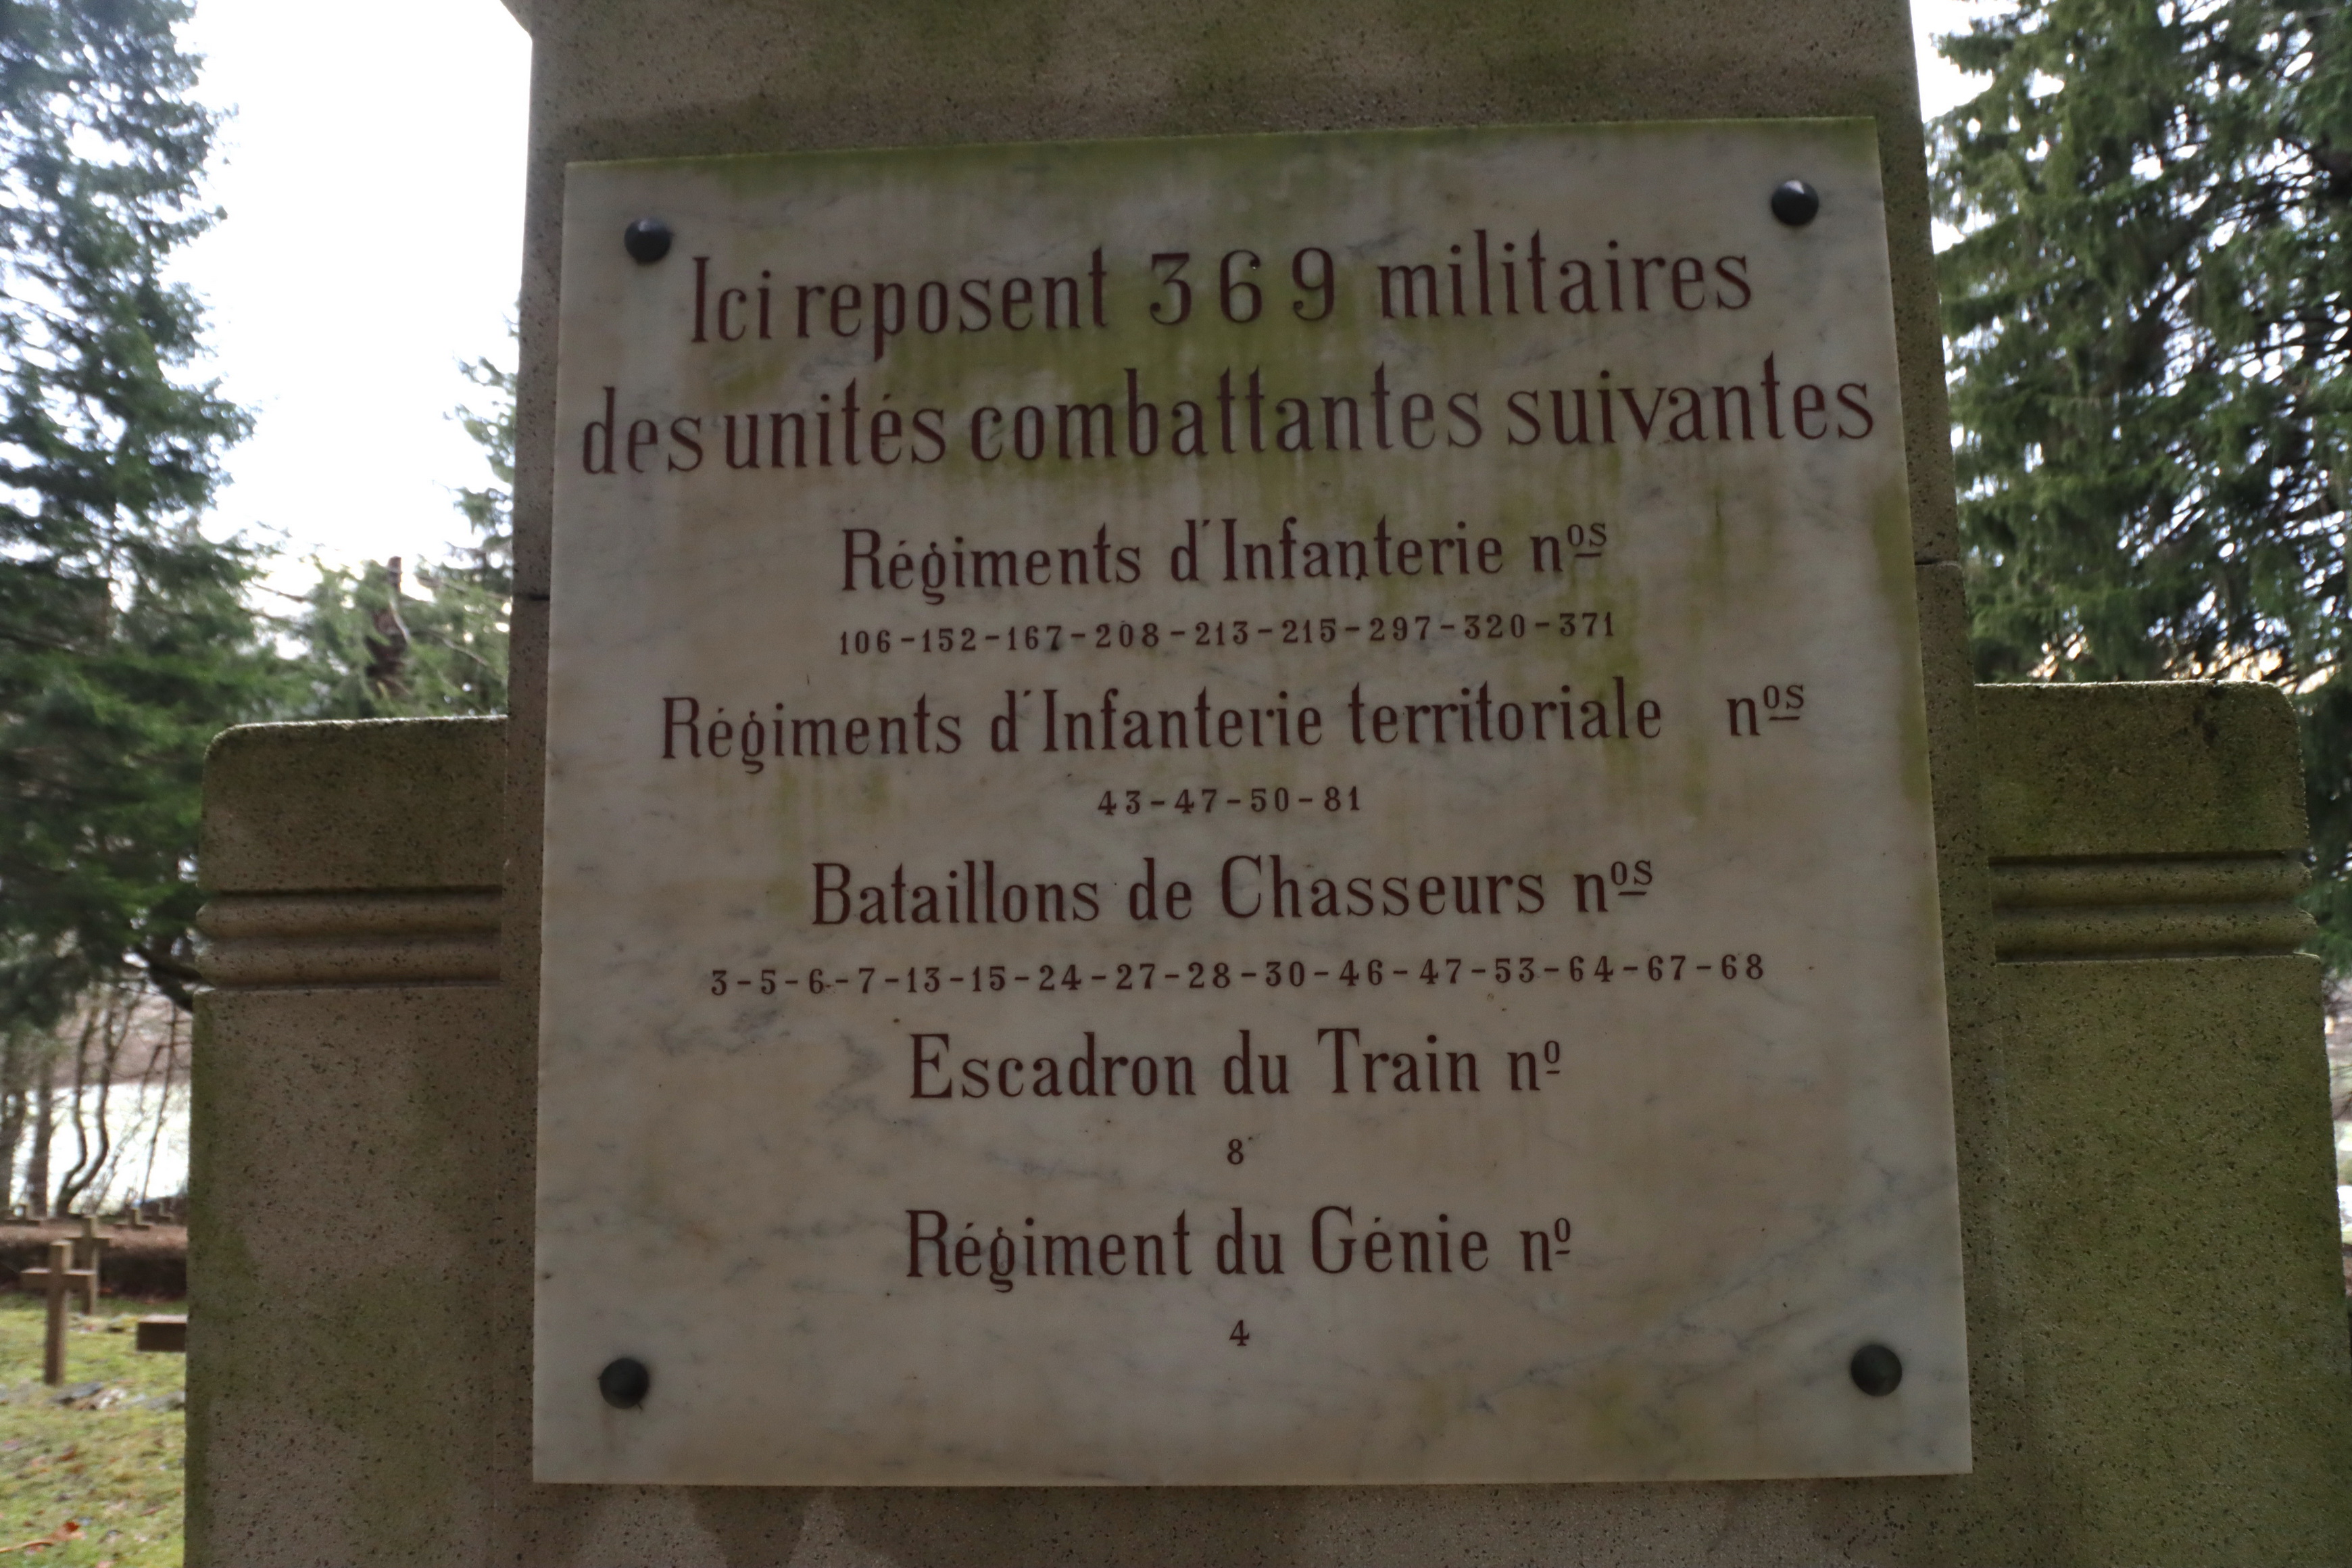 Ici reposent 369 militaires
des unités combattantes suivantes
Régiments d'Infanterie nos
106-152-167-208-213-215-297-320-371
Régiments d'Infanterie territoriale nos
43-47-50-81
Bataillons de Chasseurs nos
3-5-6-7-13-15-24-27-28-30-46-47-53-64-67-68
Escadron du Train nº
8
Régiment du Génie nº
4